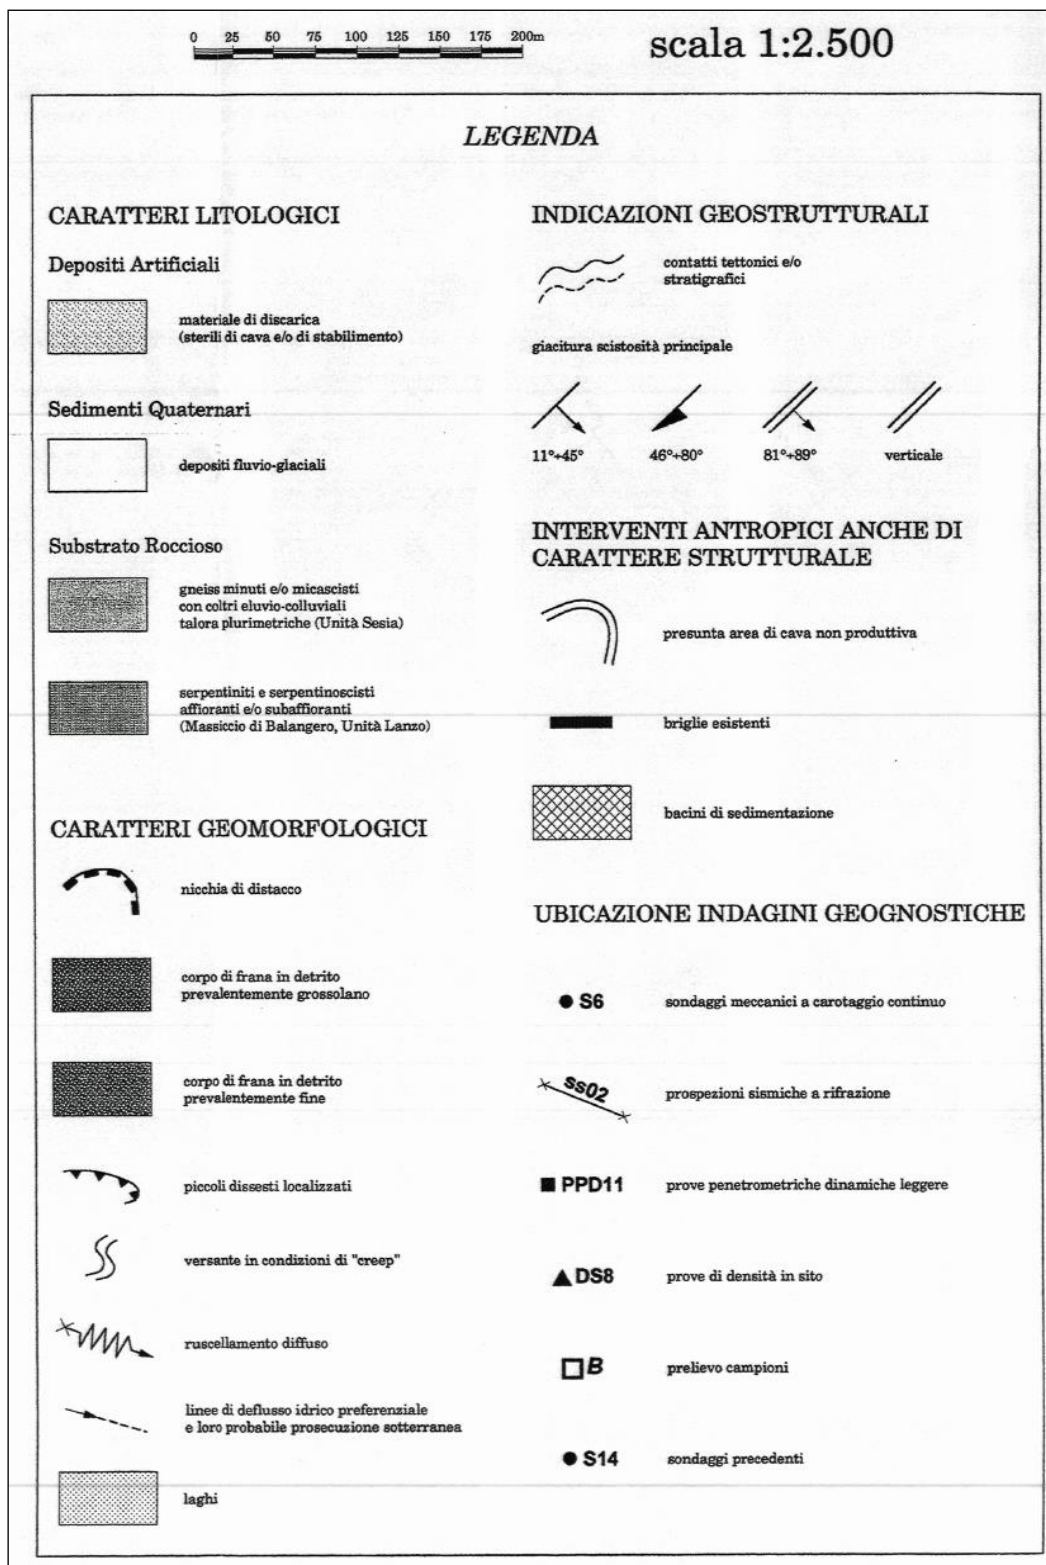 0 25 50 75 100 125 150 175 200m
scala 1:2.500
LEGENDA
CARATTERI LITOLOGICI
Depositi Artificiali
materiale di discarica
(sterili di cava e/o di stabilimento)
Sedimenti Quaternari
depositi fluvio-glaciali
Substrato Roccioso
gneiss minuti e/o micascisti
con coltri eluvio-colluviali
talora plurimetriche (Unità Sesia)
serpentiniti e serpentinoscisti
affioranti e/o subaffioranti
(Massiccio di Balangero, Unità Lanzo)
CARATTERI GEOMORFOLOGICI
nicchia di distacco
corpo di frana in detrito
prevalentemente grossolano
corpo di frana in detrito
prevalentemente fine
piccoli dissesti localizzati
versante in condizioni di "creep"
ruscellamento diffuso
linee di deflusso idrico preferenziale
e loro probabile prosecuzione sotterranea
laghi
INDICAZIONI GEOSTRUTTURALI
contatti tettonici e/o
stratigrafici
giacitura scistosità principale
11°÷45° 46°÷80° 81°÷89° verticale
INTERVENTI ANTROPICI ANCHE DI
CARATTERE STRUTTURALE
presunta area di cava non produttiva
briglie esistenti
bacini di sedimentazione
UBICAZIONE INDAGINI GEOGNOSTICHE
S6 sondaggi meccanici a carotaggio continuo
ss02 prospezioni sismiche a rifrazione
PPD11 prove penetrometriche dinamiche leggere
DS8 prove di densità in sito
B prelievo campioni
S14 sondaggi precedenti